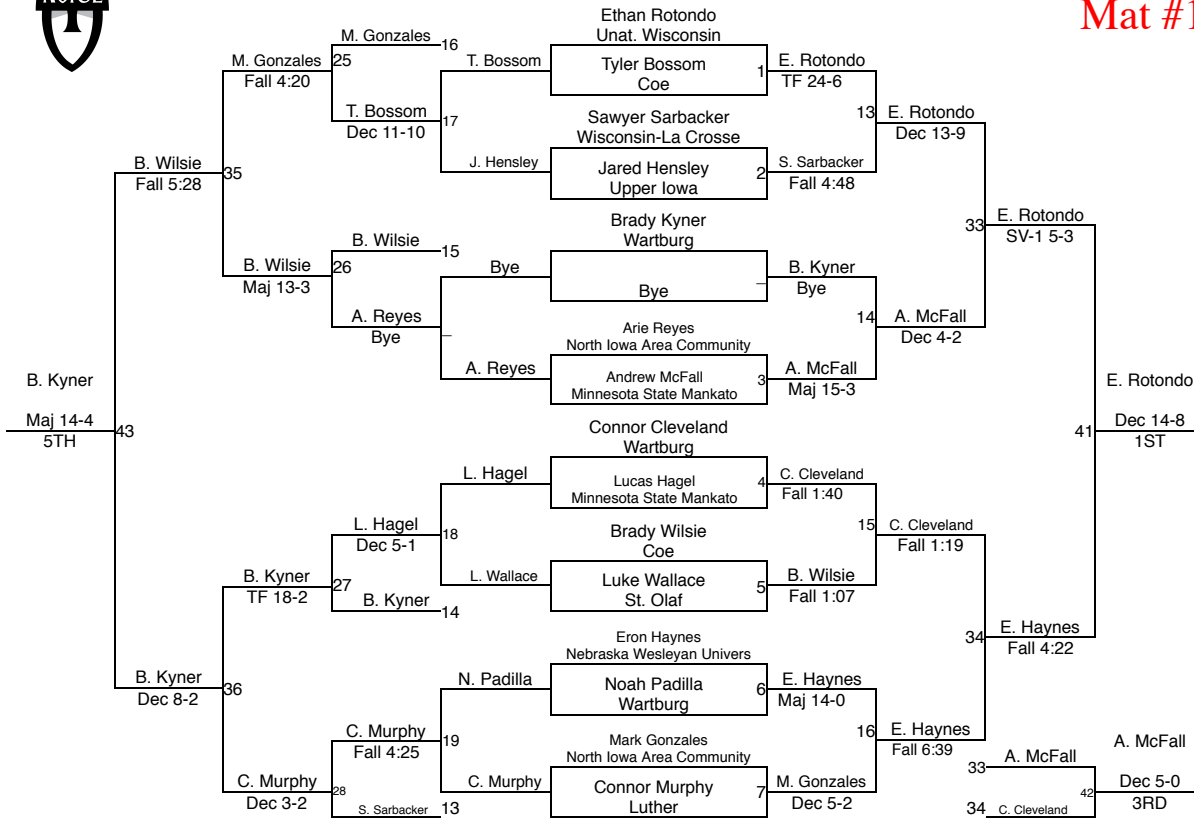 Mat #1
M. Gonzales 16
M. Gonzales 25
Fall 4:20
T. Bossom
Dec 11-10
17
T. Bossom
J. Hensley
B. Wilsie
Fall 5:28
35
B. Wilsie 15
B. Wilsie 26
Maj 13-3
A. Reyes
Bye
_
Bye
A. Reyes
B. Kyner
Maj 14-4
5TH
43
L. Hagel
L. Hagel
Dec 5-1
18
L. Wallace
B. Kyner
TF 18-2
27
B. Kyner 14
B. Kyner
Dec 8-2
36
N. Padilla
C. Murphy
Fall 4:25
19
C. Murphy
C. Murphy
Dec 3-2
28
S. Sarbacker 13
Ethan Rotondo
Unat. Wisconsin
Tyler Bossom
Coe
1
Sawyer Sarbacker
Wisconsin-La Crosse
Jared Hensley
Upper Iowa
2
Brady Kyner
Wartburg
Bye
_
Arie Reyes
North Iowa Area Community
Andrew McFall
Minnesota State Mankato
3
Connor Cleveland
Wartburg
Lucas Hagel
Minnesota State Mankato
4
Brady Wilsie
Coe
Luke Wallace
St. Olaf
5
Eron Haynes
Nebraska Wesleyan Univers
Noah Padilla
Wartburg
6
Mark Gonzales
North Iowa Area Community
Connor Murphy
Luther
7
E. Rotondo
TF 24-6
13
S. Sarbacker
Fall 4:48
E. Rotondo
Dec 13-9
B. Kyner
Bye
14
A. McFall
Maj 15-3
A. McFall
Dec 4-2
33
E. Rotondo
SV-1 5-3
C. Cleveland
Fall 1:40
15
B. Wilsie
Fall 1:07
C. Cleveland
Fall 1:19
E. Haynes
Maj 14-0
16
M. Gonzales
Dec 5-2
E. Haynes
Fall 6:39
34
E. Haynes
Fall 4:22
41
E. Rotondo
Dec 14-8
1ST
33 A. McFall
34 C. Cleveland
42
A. McFall
Dec 5-0
3RD